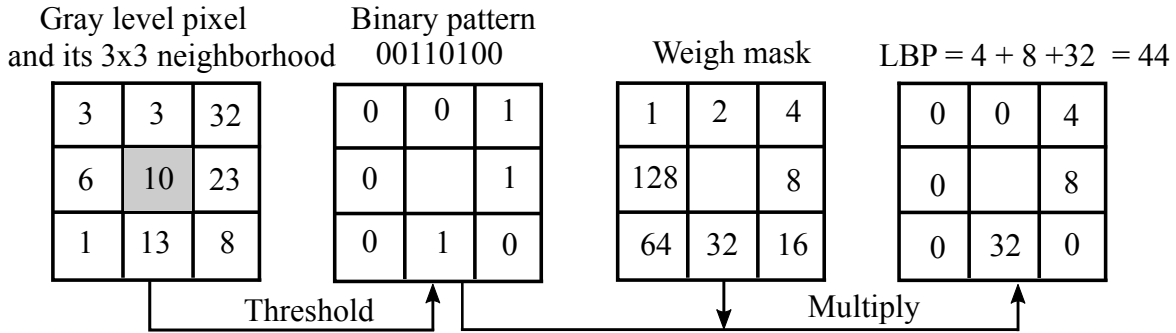 Gray level pixel
and its 3x3 neighborhood
3 3 32
6 10 23
1 13 8
Threshold
Binary pattern
00110100
0 0 1
0 1
0 1 0
Weigh mask
1 2 4
128 8
64 32 16
Multiply
LBP = 4 + 8 +32 = 44
0 0 4
0 8
0 32 0